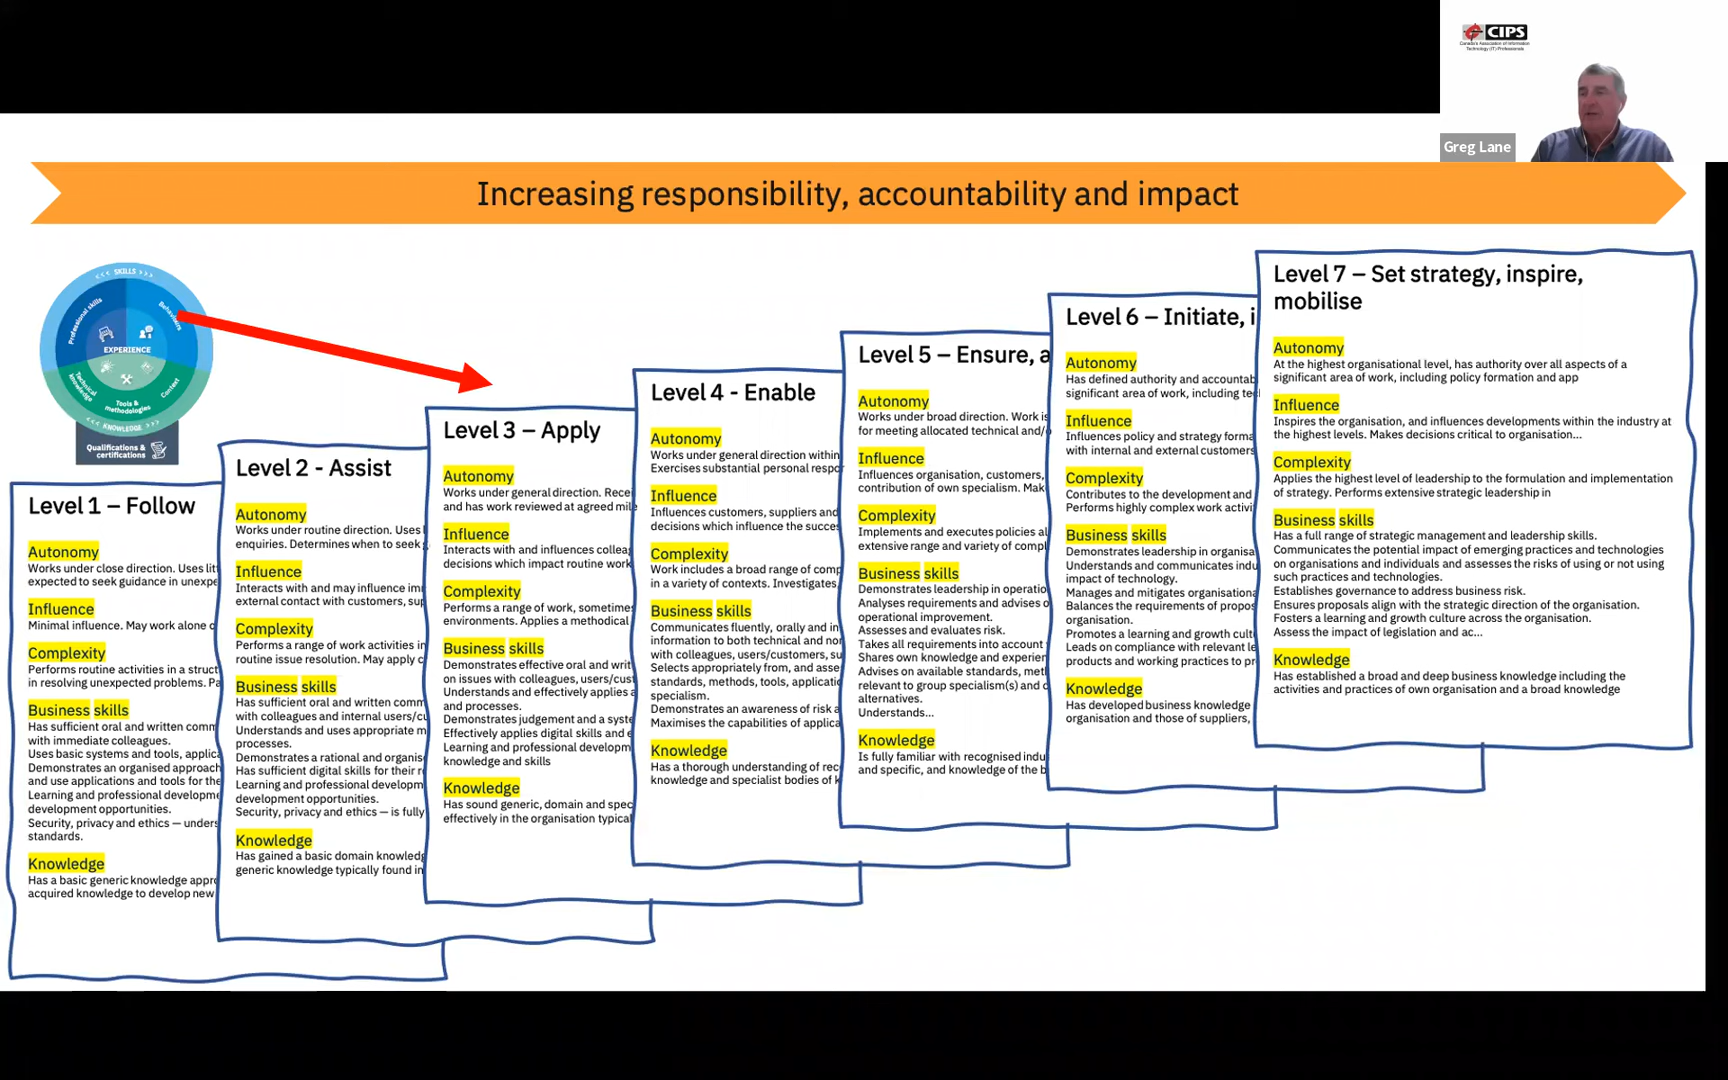 CIPS
Canada's Association of Information
Technology (IT) Professionals
Greg Lane
Increasing responsibility, accountability and impact
<<< SKILLS >>>
Professional skills
Behaviours
EXPERIENCE
Technical knowledge
Tools & methodologies
Context
<<< KNOWLEDGE >>>
Qualifications &
certifications
Level 1 – Follow
Autonomy
Works under close direction. Uses lit
expected to seek guidance in unexpe
Influence
Minimal influence. May work alone o
Complexity
Performs routine activities in a struct
in resolving unexpected problems. Pa
Business skills
Has sufficient oral and written comm
with immediate colleagues.
Uses basic systems and tools, applica
Demonstrates an organised approach
and use applications and tools for the
Learning and professional developme
development opportunities.
Security, privacy and ethics — unders
standards.
Knowledge
Has a basic generic knowledge appro
acquired knowledge to develop new
Level 2 - Assist
Autonomy
Works under routine direction. Uses l
enquiries. Determines when to seek g
Influence
Interacts with and may influence imm
external contact with customers, sup
Complexity
Performs a range of work activities in
routine issue resolution. May apply c
Business skills
Has sufficient oral and written comm
with colleagues and internal users/cu
Understands and uses appropriate m
processes.
Demonstrates a rational and organise
Has sufficient digital skills for their r
Learning and professional developme
development opportunities.
Security, privacy and ethics — is fully
Knowledge
Has gained a basic domain knowledg
generic knowledge typically found in
Level 3 – Apply
Autonomy
Works under general direction. Recei
and has work reviewed at agreed mile
Influence
Interacts with and influences colleag
decisions which impact routine work
Complexity
Performs a range of work, sometimes
environments. Applies a methodical
Business skills
Demonstrates effective oral and writ
on issues with colleagues, users/cust
Understands and effectively applies a
and processes.
Demonstrates judgement and a syste
Effectively applies digital skills and e
Learning and professional developm
knowledge and skills
Knowledge
Has sound generic, domain and spec
effectively in the organisation typical
Level 4 - Enable
Autonomy
Works under general direction within
Exercises substantial personal respon
Influence
Influences customers, suppliers and
decisions which influence the succes
Complexity
Work includes a broad range of comp
in a variety of contexts. Investigates,
Business skills
Communicates fluently, orally and in
information to both technical and non
with colleagues, users/customers, su
Selects appropriately from, and asse
standards, methods, tools, applicatio
specialism.
Demonstrates an awareness of risk a
Maximises the capabilities of applica
Knowledge
Has a thorough understanding of rec
knowledge and specialist bodies of k
Level 5 – Ensure, a
Autonomy
Works under broad direction. Work is
for meeting allocated technical and/o
Influence
Influences organisation, customers,
contribution of own specialism. Mak
Complexity
Implements and executes policies al
extensive range and variety of compl
Business skills
Demonstrates leadership in operatio
Analyses requirements and advises o
operational improvement.
Assesses and evaluates risk.
Takes all requirements into account
Shares own knowledge and experien
Advises on available standards, meth
relevant to group specialism(s) and c
alternatives.
Understands...
Knowledge
Is fully familiar with recognised indu
and specific, and knowledge of the b
Level 6 – Initiate, i
Autonomy
Has defined authority and accountab
significant area of work, including tec
Influence
Influences policy and strategy forma
with internal and external customers
Complexity
Contributes to the development and
Performs highly complex work activi
Business skills
Demonstrates leadership in organisa
Understands and communicates indu
impact of technology.
Manages and mitigates organisationa
Balances the requirements of propos
organisation.
Promotes a learning and growth cult
Leads on compliance with relevant le
products and working practices to pr
Knowledge
Has developed business knowledge
organisation and those of suppliers,
Level 7 – Set strategy, inspire,
mobilise
Autonomy
At the highest organisational level, has authority over all aspects of a
significant area of work, including policy formation and app
Influence
Inspires the organisation, and influences developments within the industry at
the highest levels. Makes decisions critical to organisation...
Complexity
Applies the highest level of leadership to the formulation and implementation
of strategy. Performs extensive strategic leadership in
Business skills
Has a full range of strategic management and leadership skills.
Communicates the potential impact of emerging practices and technologies
on organisations and individuals and assesses the risks of using or not using
such practices and technologies.
Establishes governance to address business risk.
Ensures proposals align with the strategic direction of the organisation.
Fosters a learning and growth culture across the organisation.
Assess the impact of legislation and ac...
Knowledge
Has established a broad and deep business knowledge including the
activities and practices of own organisation and a broad knowledge